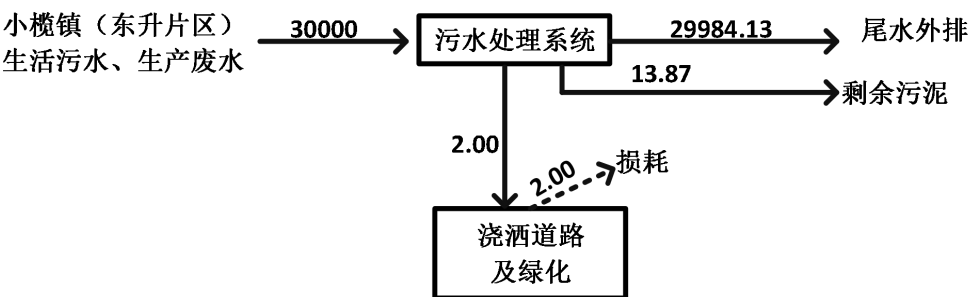 小榄镇（东升片区）
生活污水、生产废水
30000
污水处理系统
29984.13
尾水外排
13.87
剩余污泥
2.00
2.00
损耗
浇洒道路
及绿化